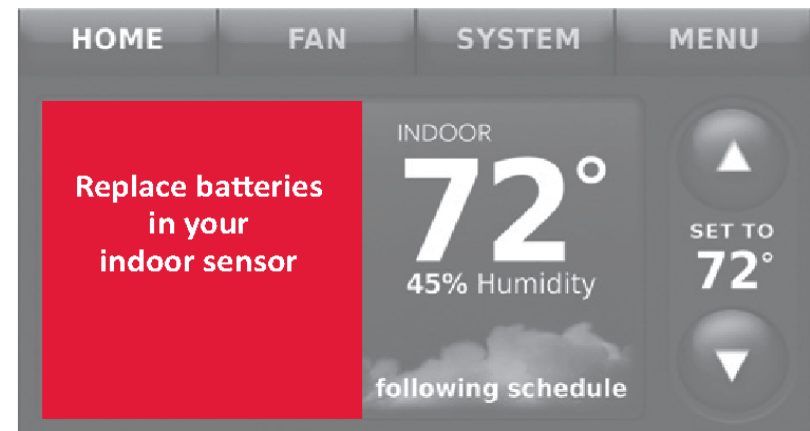 HOME FAN SYSTEM MENU
Replace batteries
in your
indoor sensor
INDOOR
72°
45% Humidity
following schedule
SET TO
72°